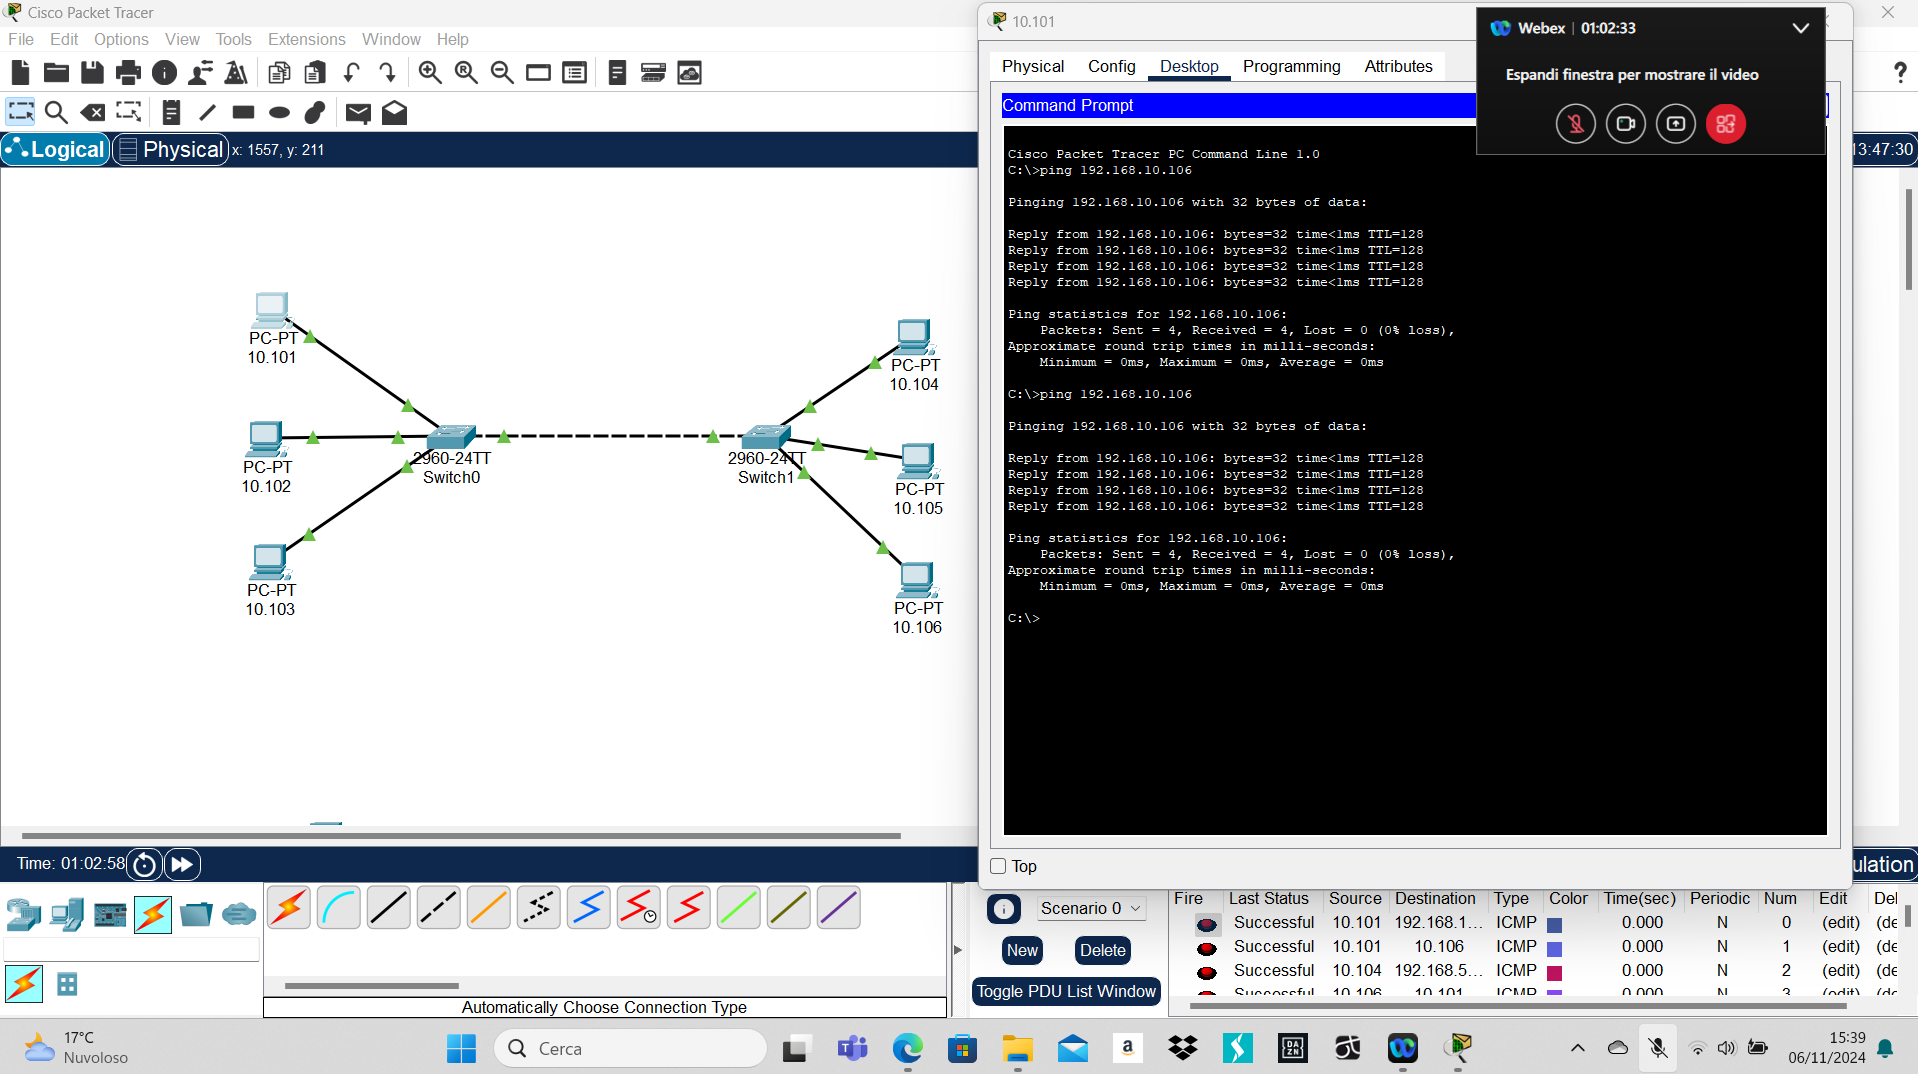 Cisco Packet Tracer
File Edit Options View Tools Extensions Window Help
Logical
Physical
x: 1557, y: 211
PC-PT
10.101
PC-PT
10.102
PC-PT
10.103
2960-24TT
Switch0
2960-24TT
Switch1
PC-PT
10.104
PC-PT
10.105
PC-PT
10.106
10.101
Physical Config Desktop Programming Attributes
Command Prompt
Cisco Packet Tracer PC Command Line 1.0
C:\>ping 192.168.10.106
Pinging 192.168.10.106 with 32 bytes of data:
Reply from 192.168.10.106: bytes=32 time<1ms TTL=128
Reply from 192.168.10.106: bytes=32 time<1ms TTL=128
Reply from 192.168.10.106: bytes=32 time<1ms TTL=128
Reply from 192.168.10.106: bytes=32 time<1ms TTL=128
Ping statistics for 192.168.10.106:
Packets: Sent = 4, Received = 4, Lost = 0 (0% loss),
Approximate round trip times in milli-seconds:
Minimum = 0ms, Maximum = 0ms, Average = 0ms
C:\>ping 192.168.10.106
Pinging 192.168.10.106 with 32 bytes of data:
Reply from 192.168.10.106: bytes=32 time<1ms TTL=128
Reply from 192.168.10.106: bytes=32 time<1ms TTL=128
Reply from 192.168.10.106: bytes=32 time<1ms TTL=128
Reply from 192.168.10.106: bytes=32 time<1ms TTL=128
Ping statistics for 192.168.10.106:
Packets: Sent = 4, Received = 4, Lost = 0 (0% loss),
Approximate round trip times in milli-seconds:
Minimum = 0ms, Maximum = 0ms, Average = 0ms
C:\>
Top
Webex | 01:02:33
Espandi finestra per mostrare il video
13:47:30
Time: 01:02:58
ulation
Automatically Choose Connection Type
Scenario 0
New Delete
Toggle PDU List Window
Fire Last Status Source Destination Type Color Time(sec) Periodic Num Edit Del
Successful 10.101 192.168.1... ICMP 0.000 N 0 (edit) (de
Successful 10.101 10.106 ICMP 0.000 N 1 (edit) (de
Successful 10.104 192.168.5... ICMP 0.000 N 2 (edit) (de
Successful 10.106 10.101 ICMP 0.000 N 3 (edit) (de
17°C
Nuvoloso
Cerca
a
DAZN
15:39
06/11/2024